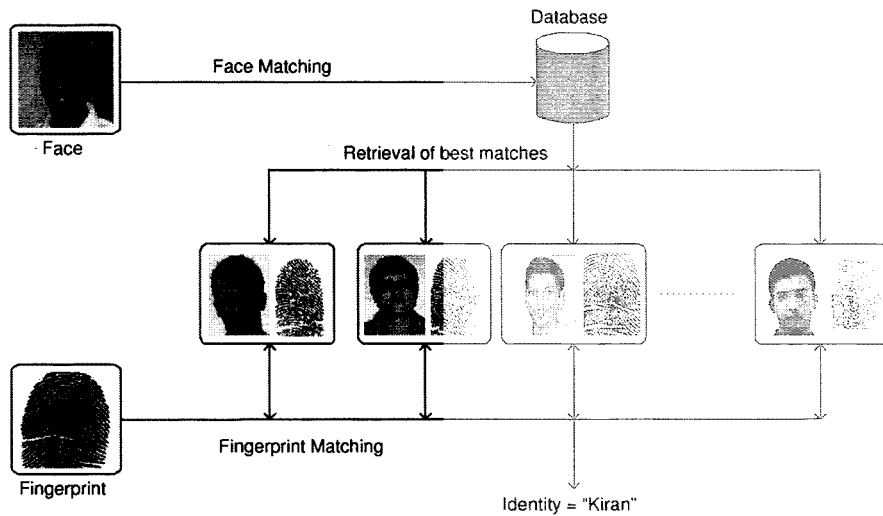 Database
Face Matching
Face
Retrieval of best matches
Fingerprint Matching
Fingerprint
Identity = "Kiran"